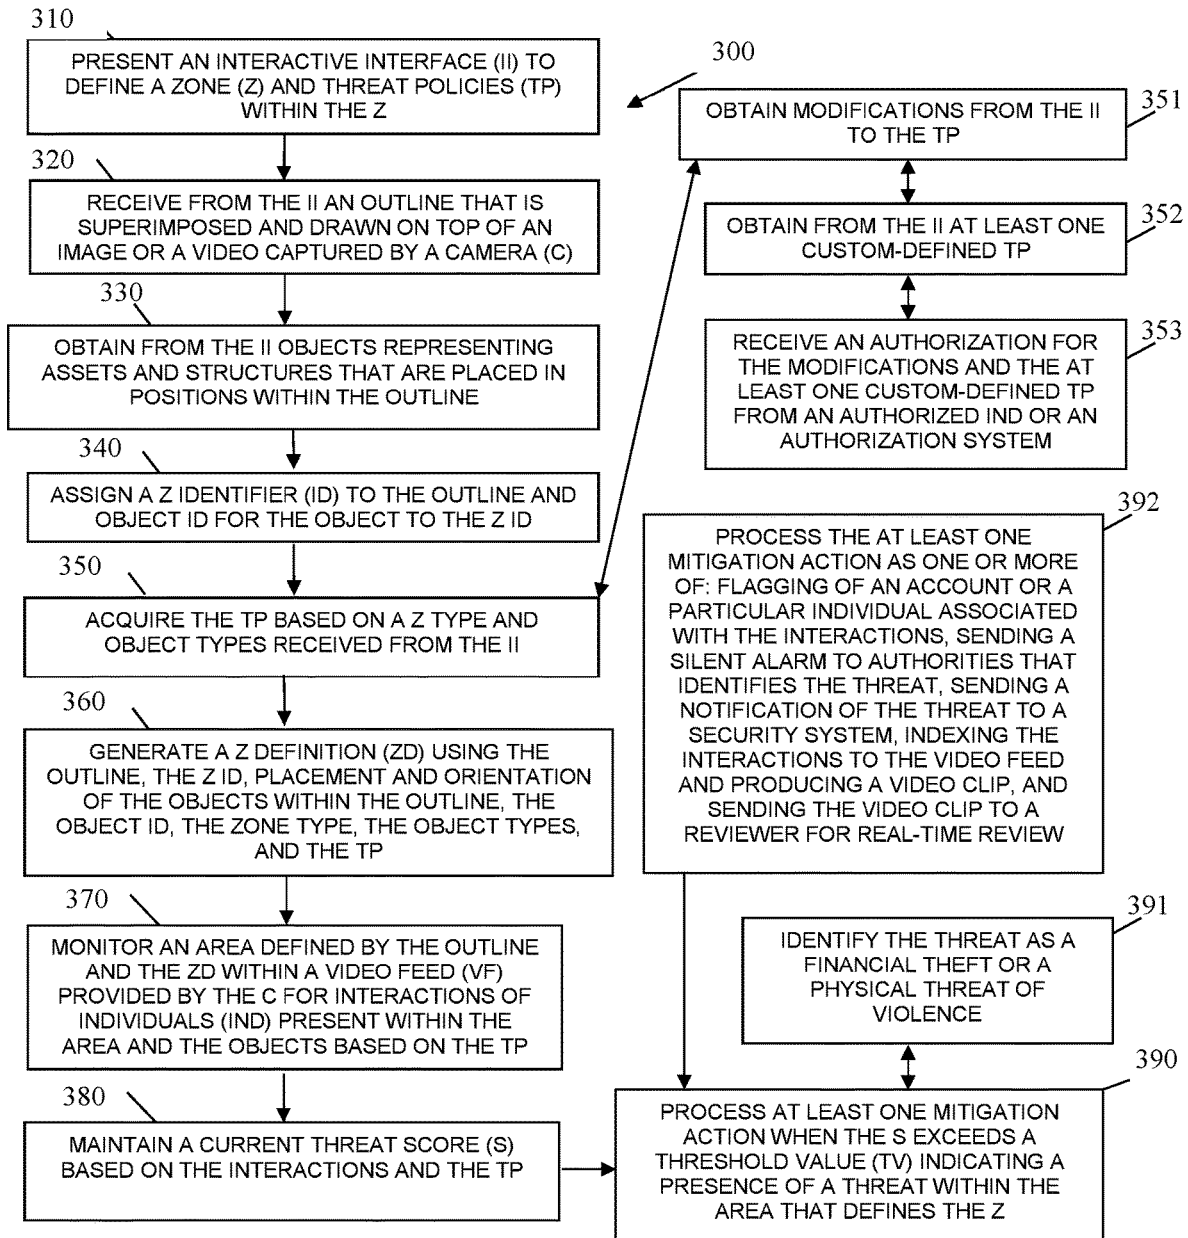 310
PRESENT AN INTERACTIVE INTERFACE (II) TO
DEFINE A ZONE (Z) AND THREAT POLICIES (TP)
WITHIN THE Z
320
RECEIVE FROM THE II AN OUTLINE THAT IS
SUPERIMPOSED AND DRAWN ON TOP OF AN
IMAGE OR A VIDEO CAPTURED BY A CAMERA (C)
330
OBTAIN FROM THE II OBJECTS REPRESENTING
ASSETS AND STRUCTURES THAT ARE PLACED IN
POSITIONS WITHIN THE OUTLINE
340
ASSIGN A Z IDENTIFIER (ID) TO THE OUTLINE AND
OBJECT ID FOR THE OBJECT TO THE Z ID
350
ACQUIRE THE TP BASED ON A Z TYPE AND
OBJECT TYPES RECEIVED FROM THE II
360
GENERATE A Z DEFINITION (ZD) USING THE
OUTLINE, THE Z ID, PLACEMENT AND ORIENTATION
OF THE OBJECTS WITHIN THE OUTLINE, THE
OBJECT ID, THE ZONE TYPE, THE OBJECT TYPES,
AND THE TP
370
MONITOR AN AREA DEFINED BY THE OUTLINE
AND THE ZD WITHIN A VIDEO FEED (VF)
PROVIDED BY THE C FOR INTERACTIONS OF
INDIVIDUALS (IND) PRESENT WITHIN THE
AREA AND THE OBJECTS BASED ON THE TP
380
MAINTAIN A CURRENT THREAT SCORE (S)
BASED ON THE INTERACTIONS AND THE TP
300
351
OBTAIN MODIFICATIONS FROM THE II
TO THE TP
352
OBTAIN FROM THE II AT LEAST ONE
CUSTOM-DEFINED TP
353
RECEIVE AN AUTHORIZATION FOR
THE MODIFICATIONS AND THE AT
LEAST ONE CUSTOM-DEFINED TP
FROM AN AUTHORIZED IND OR AN
AUTHORIZATION SYSTEM
392
PROCESS THE AT LEAST ONE
MITIGATION ACTION AS ONE OR MORE
OF: FLAGGING OF AN ACCOUNT OR A
PARTICULAR INDIVIDUAL ASSOCIATED
WITH THE INTERACTIONS, SENDING A
SILENT ALARM TO AUTHORITIES THAT
IDENTIFIES THE THREAT, SENDING A
NOTIFICATION OF THE THREAT TO A
SECURITY SYSTEM, INDEXING THE
INTERACTIONS TO THE VIDEO FEED
AND PRODUCING A VIDEO CLIP, AND
SENDING THE VIDEO CLIP TO A
REVIEWER FOR REAL-TIME REVIEW
391
IDENTIFY THE THREAT AS A
FINANCIAL THEFT OR A
PHYSICAL THREAT OF
VIOLENCE
390
PROCESS AT LEAST ONE MITIGATION
ACTION WHEN THE S EXCEEDS A
THRESHOLD VALUE (TV) INDICATING A
PRESENCE OF A THREAT WITHIN THE
AREA THAT DEFINES THE Z